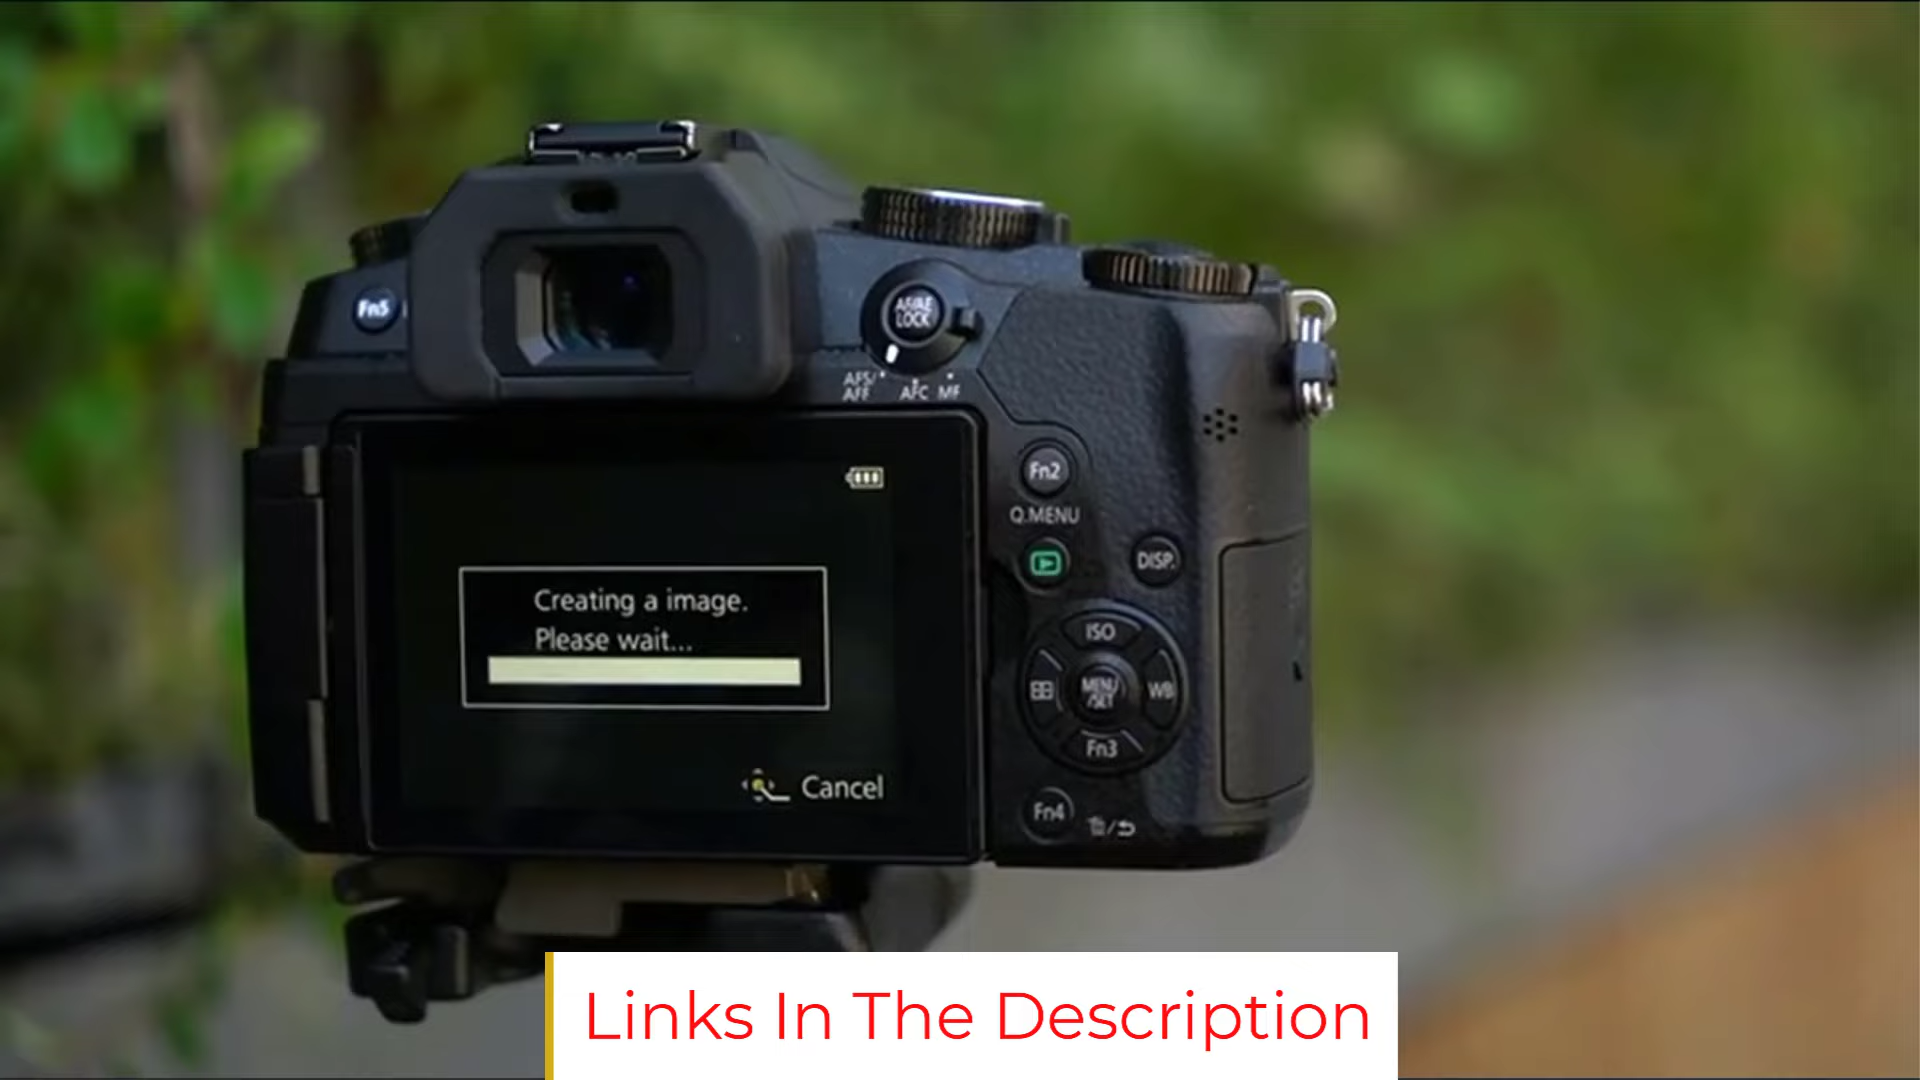 Fn5
AF/AE
LOCK
AFS/
AFF
AFC
MF
Fn2
Q.MENU
DISP.
Creating a image.
Please wait...
ISO
MENU
/SET
WB
Fn3
Cancel
Fn4
Links In The Description